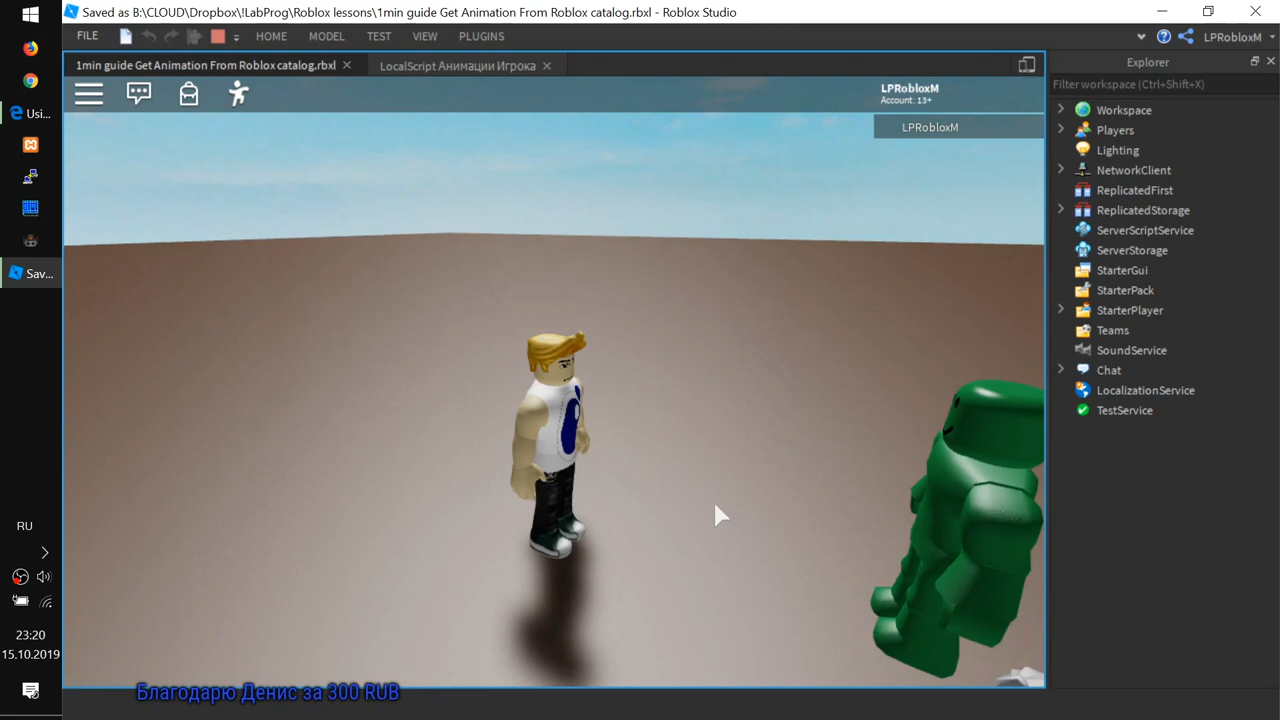 Saved as B:\CLOUD\Dropbox\!LabProg\Roblox lessons\1min guide Get Animation From Roblox catalog.rbxl - Roblox Studio
FILE
HOME
MODEL
TEST
VIEW
PLUGINS
LPRobloxM
1min guide Get Animation From Roblox catalog.rbxl
LocalScript Анимации Игрока
Explorer
Filter workspace (Ctrl+Shift+X)
LPRobloxM
Account: 13+
LPRobloxM
Workspace
Players
Lighting
NetworkClient
ReplicatedFirst
ReplicatedStorage
ServerScriptService
ServerStorage
StarterGui
StarterPack
StarterPlayer
Teams
SoundService
Chat
LocalizationService
TestService
Usi...
Sav...
RU
23:20
15.10.2019
Благодарю Денис за 300 RUB